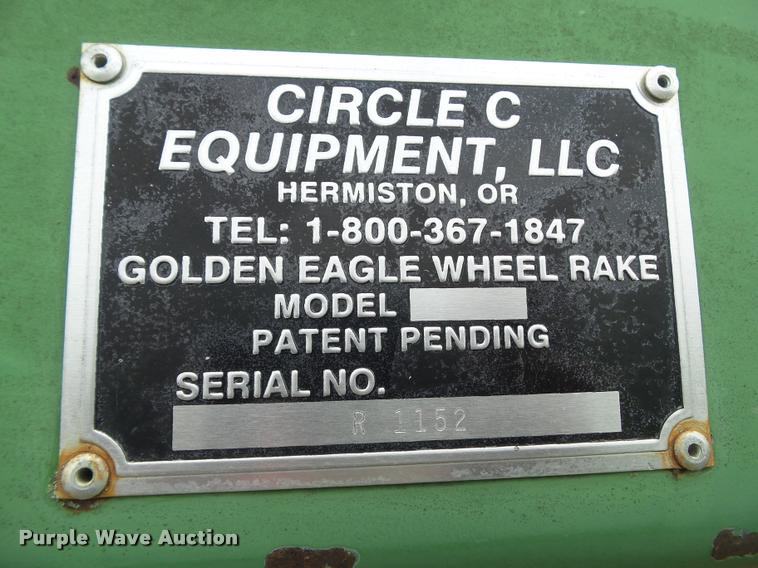 CIRCLE C
EQUIPMENT, LLC
HERMISTON, OR
TEL: 1-800-367-1847
GOLDEN EAGLE WHEEL RAKE
MODEL
PATENT PENDING
SERIAL NO.
R 1152
Purple Wave Auction